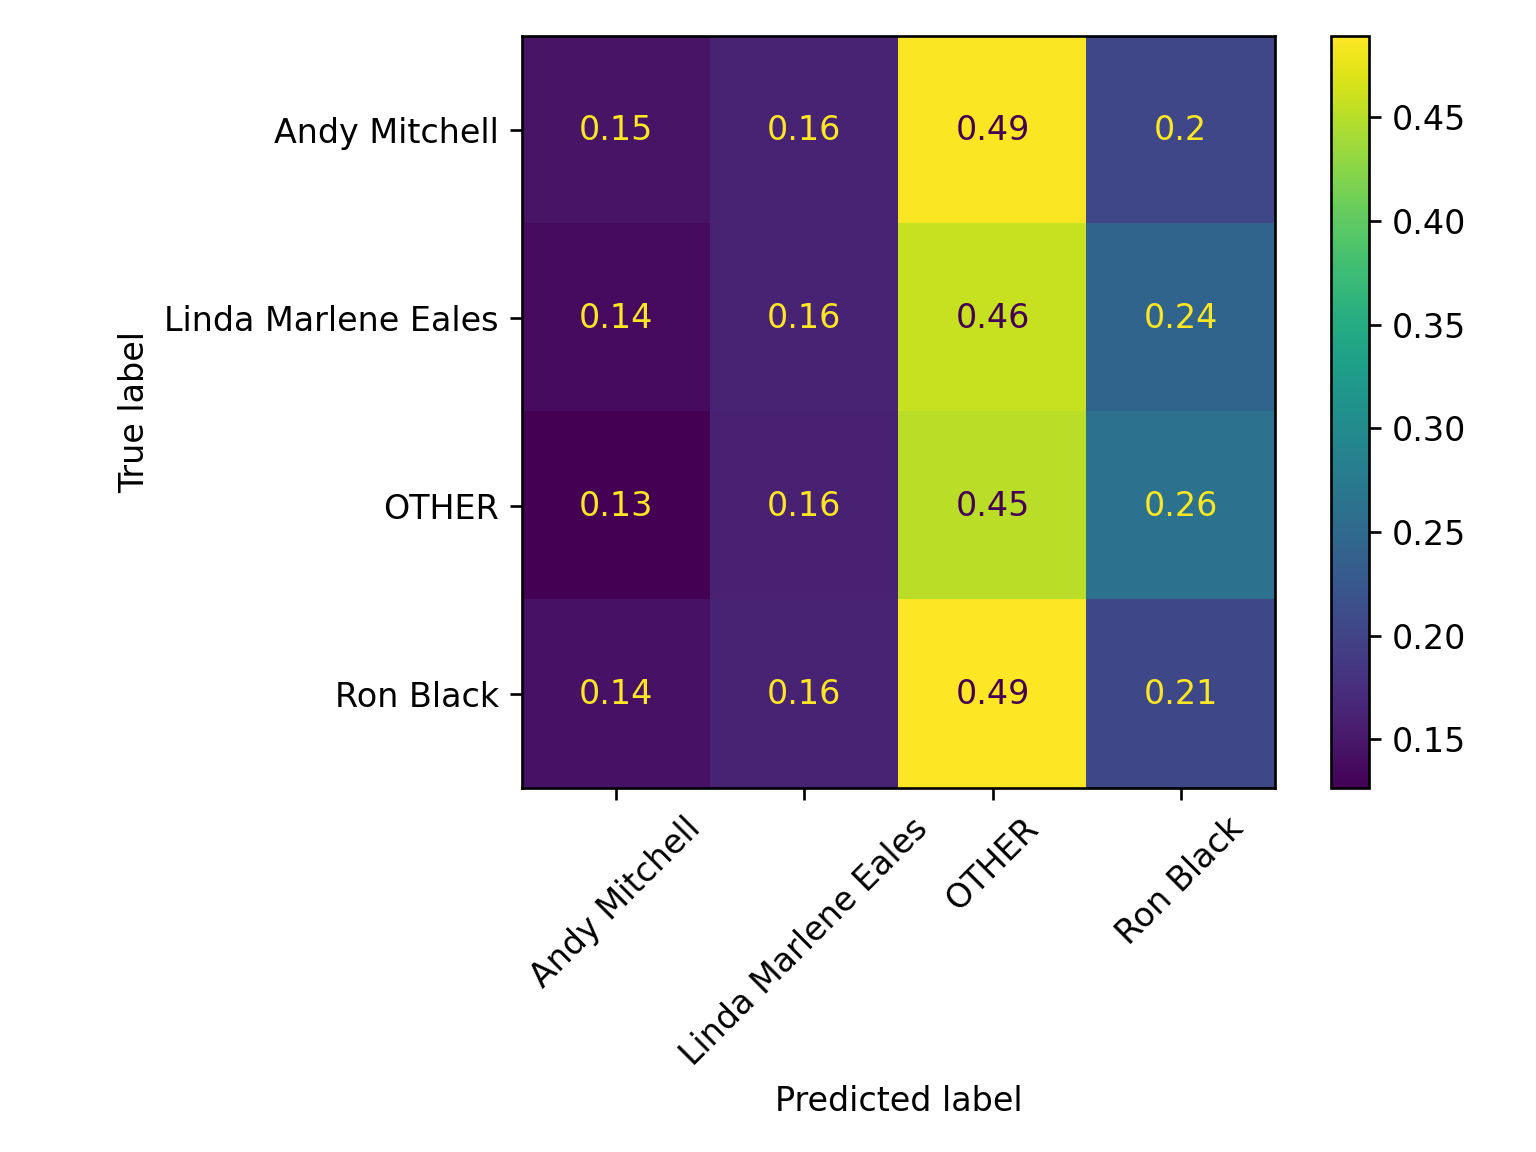 Andy Mitchell 0.15 0.16 0.49 0.2
Linda Marlene Eales 0.14 0.16 0.46 0.24
OTHER 0.13 0.16 0.45 0.26
Ron Black 0.14 0.16 0.49 0.21
True label
Andy Mitchell
Linda Marlene Eales
OTHER
Ron Black
Predicted label
0.45
0.40
0.35
0.30
0.25
0.20
0.15